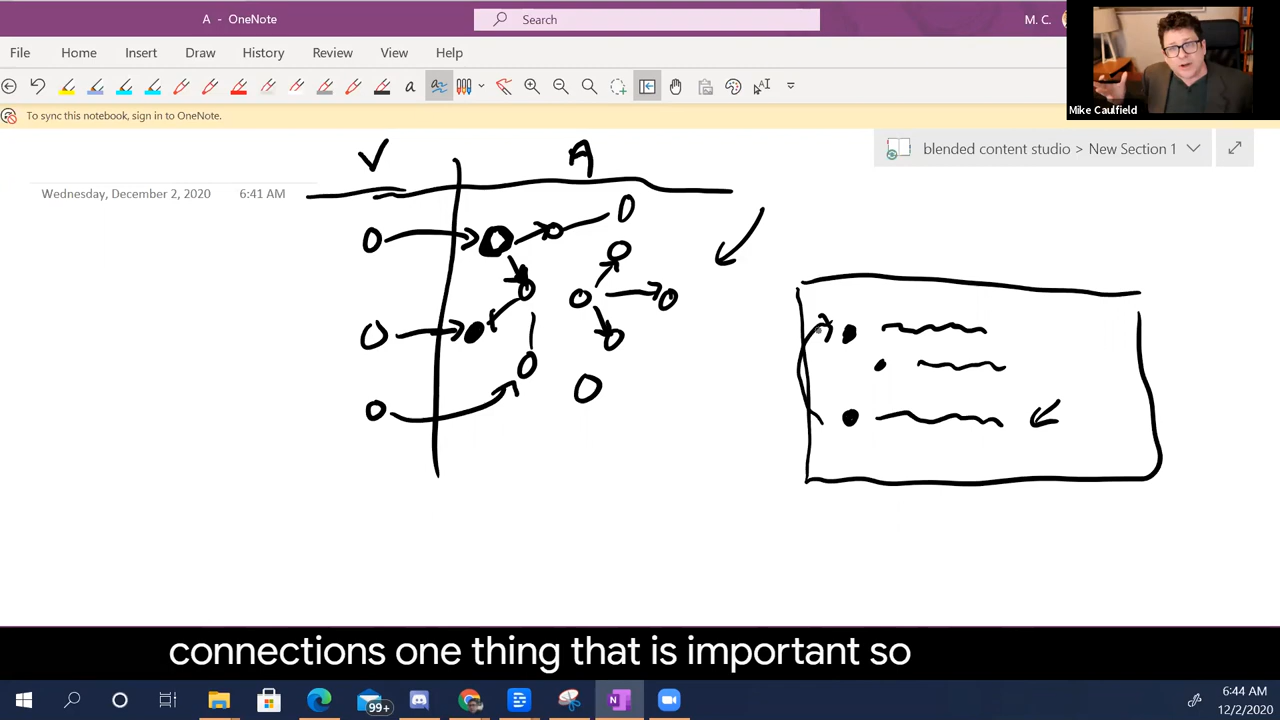 A - OneNote
Search
M. C.
File Home Insert Draw History Review View Help
a
To sync this notebook, sign in to OneNote.
Mike Caulfield
blended content studio > New Section 1
Wednesday, December 2, 2020 6:41 AM
V A
connections one thing that is important so
99+
N
6:44 AM
12/2/2020